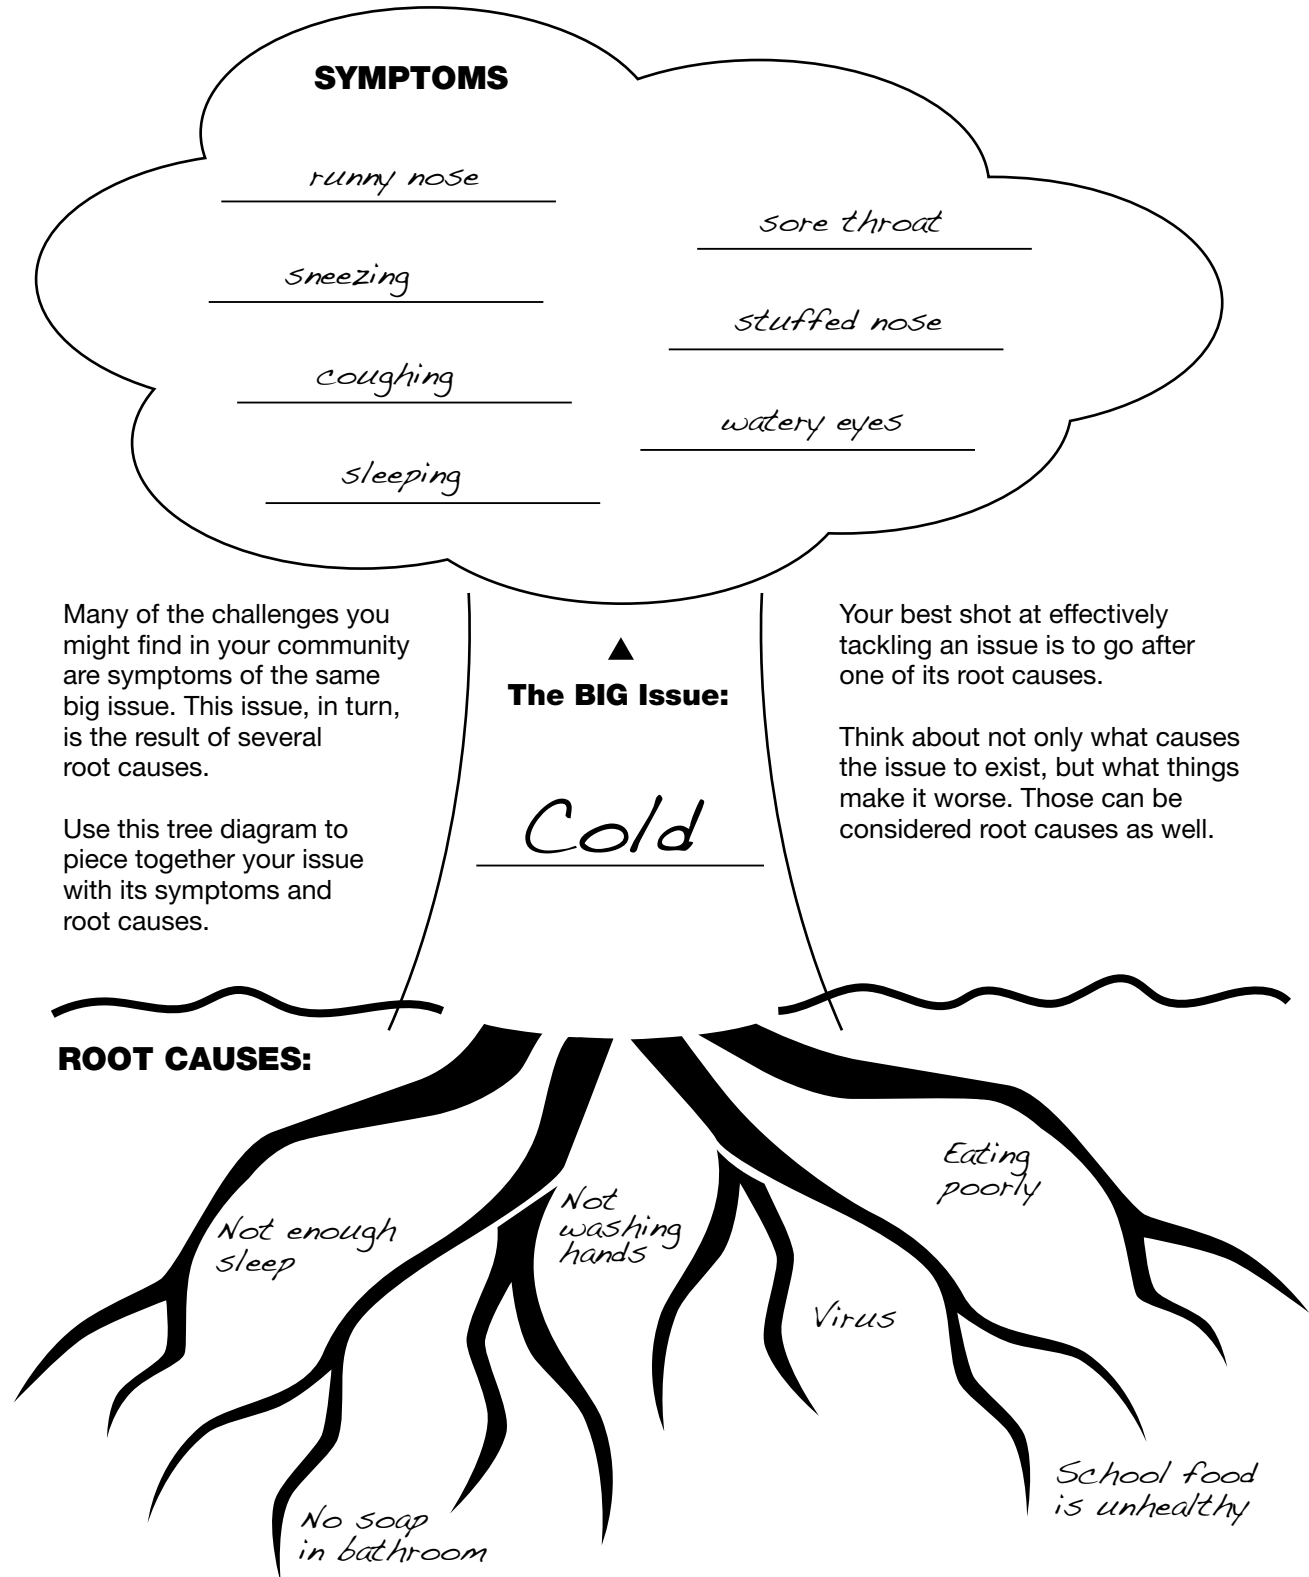 SYMPTOMS
runny nose
sneezing
coughing
sleeping
sore throat
stuffed nose
watery eyes
Many of the challenges you
might find in your community
are symptoms of the same
big issue. This issue, in turn,
is the result of several
root causes.
Use this tree diagram to
piece together your issue
with its symptoms and
root causes.
The BIG Issue:
Cold
Your best shot at effectively
tackling an issue is to go after
one of its root causes.
Think about not only what causes
the issue to exist, but what things
make it worse. Those can be
considered root causes as well.
ROOT CAUSES:
Not enough
sleep
Not
washing
hands
Eating
poorly
Virus
No soap
in bathroom
School food
is unhealthy